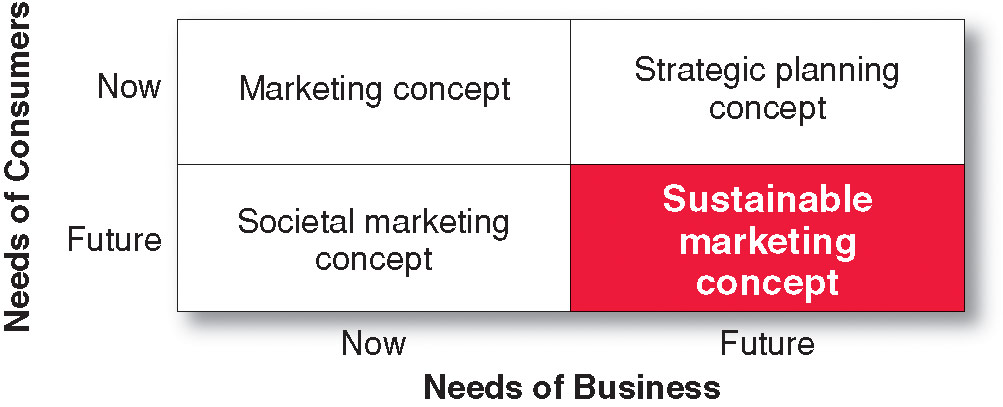 Needs of Consumers
Now
Marketing concept
Strategic planning
concept
Future
Societal marketing
concept
Sustainable
marketing
concept
Now
Future
Needs of Business